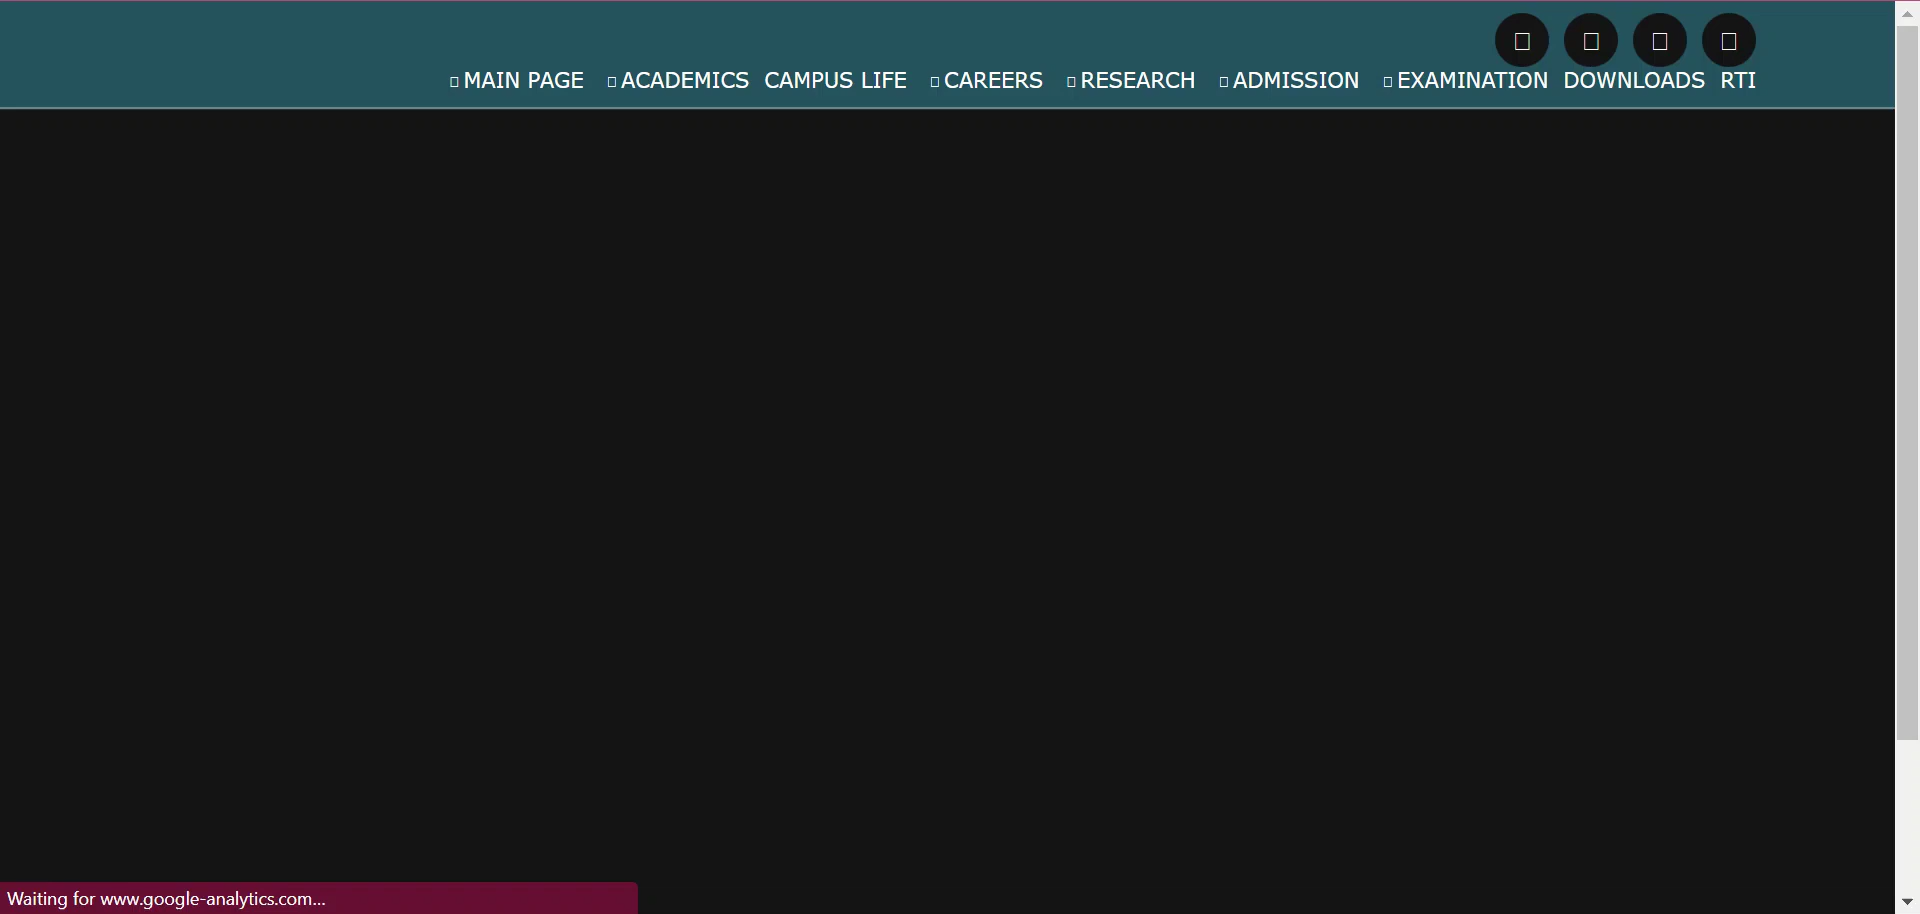 MAIN PAGE ACADEMICS CAMPUS LIFE CAREERS RESEARCH ADMISSION EXAMINATION DOWNLOADS RTI
Waiting for www.google-analytics.com...